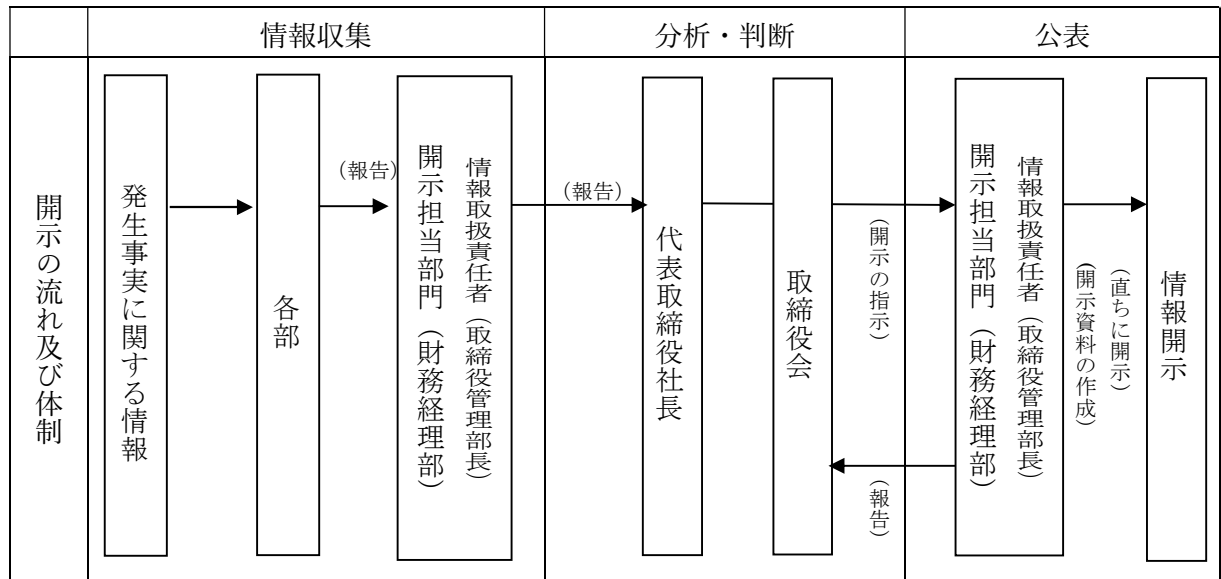 情報収集
分析・判断
公表
開示の流れ及び体制
発生事実に関する情報
各部
（報告）
開示担当部門（財務経理部）
情報取扱責任者（取締役管理部長）
（報告）
代表取締役社長
取締役会
（開示の指示）
（報告）
開示担当部門（財務経理部）
情報取扱責任者（取締役管理部長）
（開示資料の作成）
（直ちに開示）
情報開示